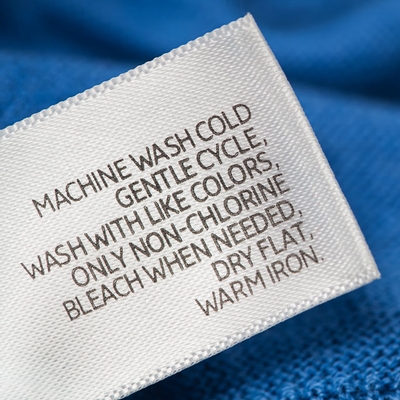 MACHINE WASH COLD
GENTLE CYCLE,
WASH WITH LIKE COLORS,
ONLY NON-CHLORINE
BLEACH WHEN NEEDED,
DRY FLAT,
WARM IRON.